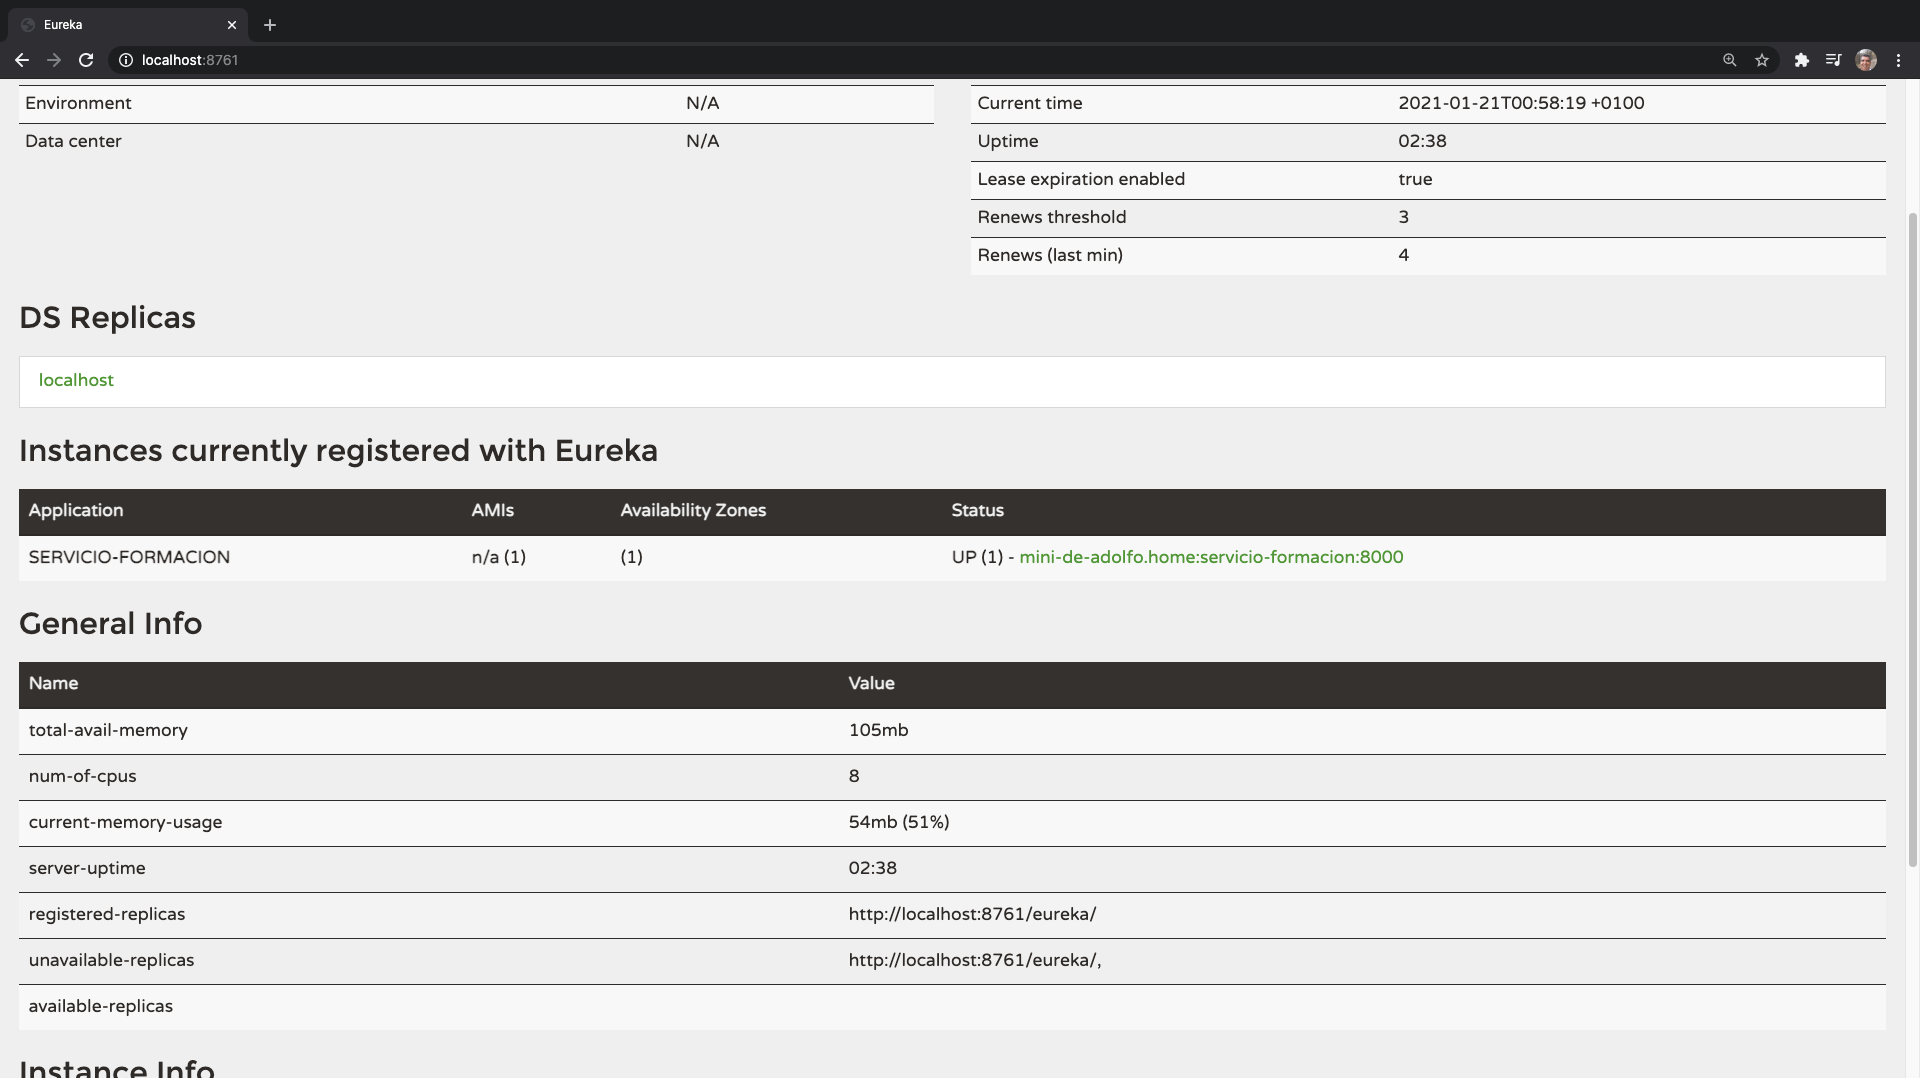 Eureka
localhost:8761
Environment N/A
Data center N/A
Current time 2021-01-21T00:58:19 +0100
Uptime 02:38
Lease expiration enabled true
Renews threshold 3
Renews (last min) 4
DS Replicas
localhost
Instances currently registered with Eureka
Application AMIs Availability Zones Status
SERVICIO-FORMACION n/a (1) (1) UP (1) - mini-de-adolfo.home:servicio-formacion:8000
General Info
Name Value
total-avail-memory 105mb
num-of-cpus 8
current-memory-usage 54mb (51%)
server-uptime 02:38
registered-replicas http://localhost:8761/eureka/
unavailable-replicas http://localhost:8761/eureka/,
available-replicas
Instance Info